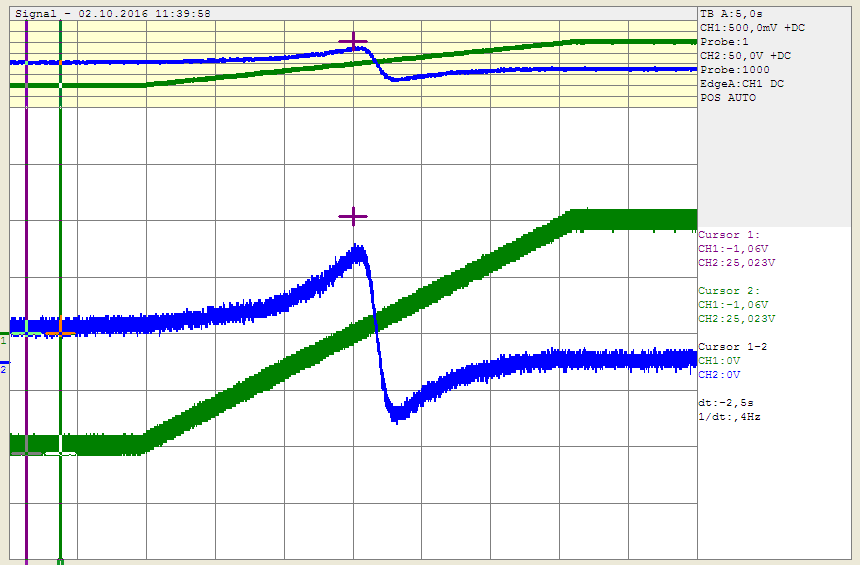 Signal - 02.10.2016 11:39:58
TB A:5,0s
CH1:500,0mV +DC
Probe:1
CH2:50,0V +DC
Probe:1000
EdgeA:CH1 DC
POS AUTO
Cursor 1:
CH1:-1,06V
CH2:25,023V
Cursor 2:
CH1:-1,06V
CH2:25,023V
Cursor 1-2
CH1:0V
CH2:0V
dt:-2,5s
1/dt:,4Hz
1
2